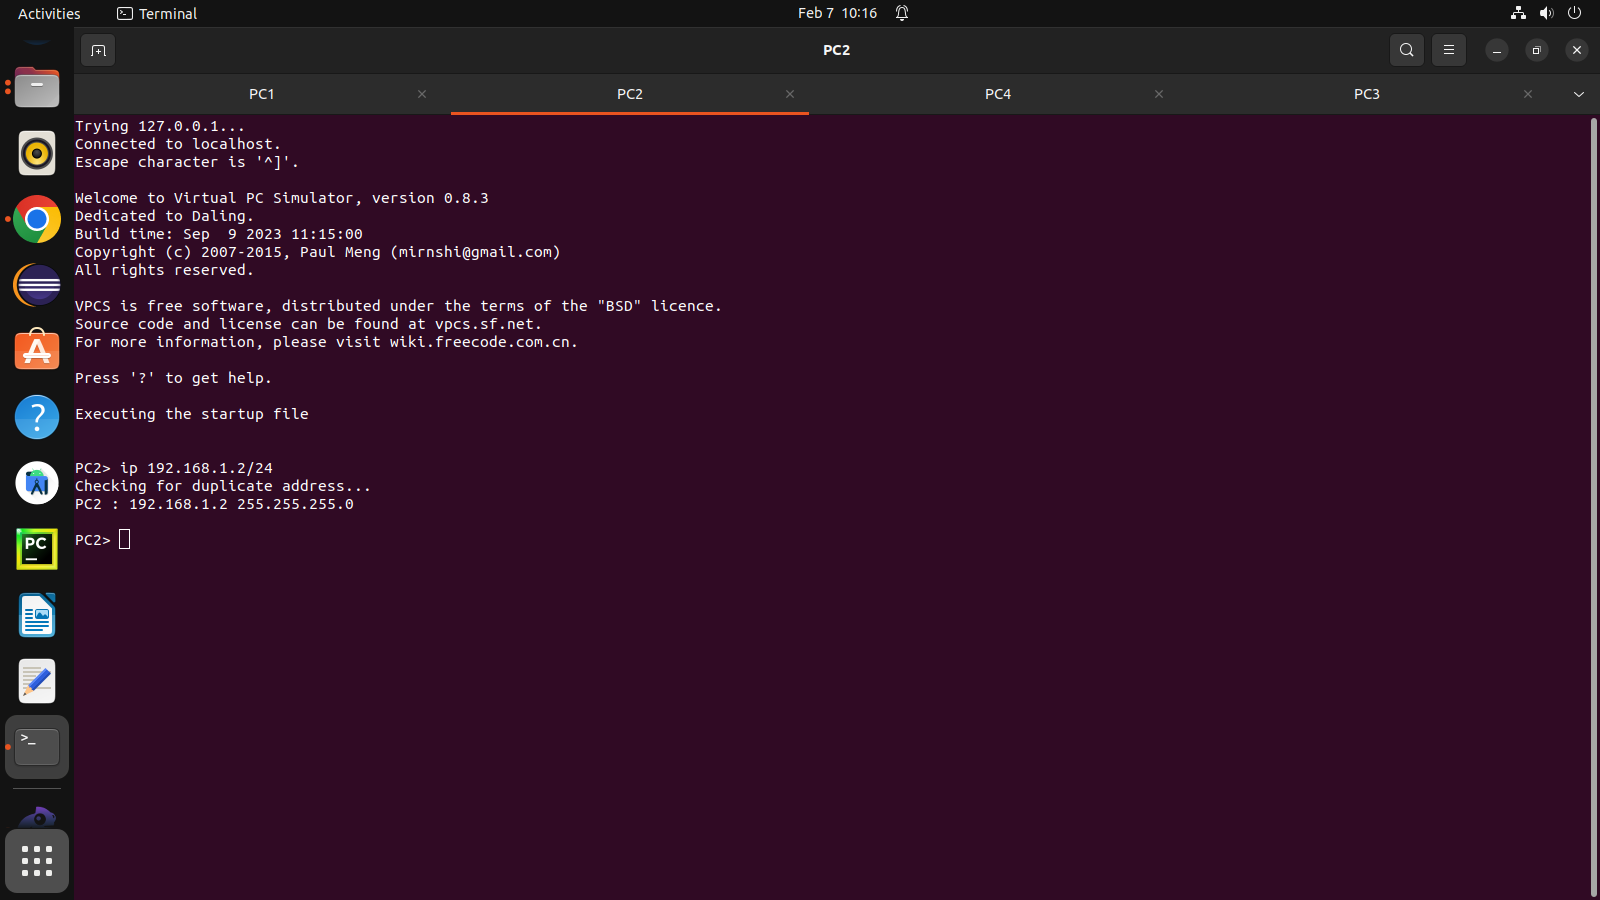 Activities Terminal Feb 7 10:16
PC2
PC1 PC2 PC4 PC3
Trying 127.0.0.1...
Connected to localhost.
Escape character is '^]'.
Welcome to Virtual PC Simulator, version 0.8.3
Dedicated to Daling.
Build time: Sep  9 2023 11:15:00
Copyright (c) 2007-2015, Paul Meng (mirnshi@gmail.com)
All rights reserved.
VPCS is free software, distributed under the terms of the "BSD" licence.
Source code and license can be found at vpcs.sf.net.
For more information, please visit wiki.freecode.com.cn.
Press '?' to get help.
Executing the startup file
PC2> ip 192.168.1.2/24
Checking for duplicate address...
PC2 : 192.168.1.2 255.255.255.0
PC2>